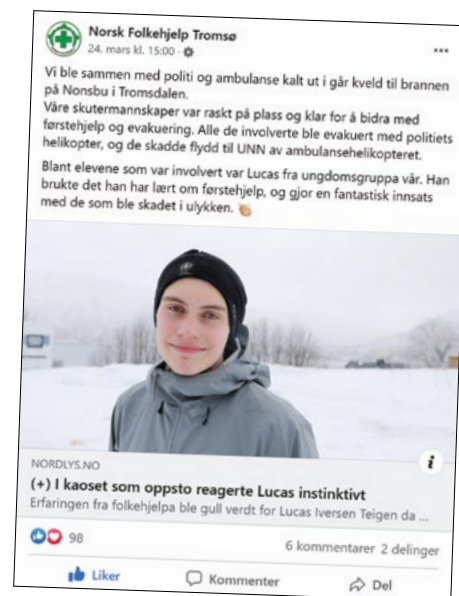 Norsk Folkehjelp Tromsø
24. mars kl. 15:00 ·
Vi ble sammen med politi og ambulanse kalt ut i går kveld til brannen
på Nonsbu i Tromsdalen.
Våre skutermannskaper var raskt på plass og klar for å bidra med
førstehjelp og evakuering. Alle de involverte ble evakuert med politiets
helikopter, og de skadde flydd til UNN av ambulansehelikopteret.
Blant elevene som var involvert var Lucas fra ungdomsgruppa vår. Han
brukte det han har lært om førstehjelp, og gjor en fantastisk innsats
med de som ble skadet i ulykken. 👏
NORDLYS.NO
(+) I kaoset som oppsto reagerte Lucas instinktivt
Erfaringen fra folkehjelpa ble gull verdt for Lucas Iversen Teigen da ...
98
6 kommentarer 2 delinger
Liker Kommenter Del